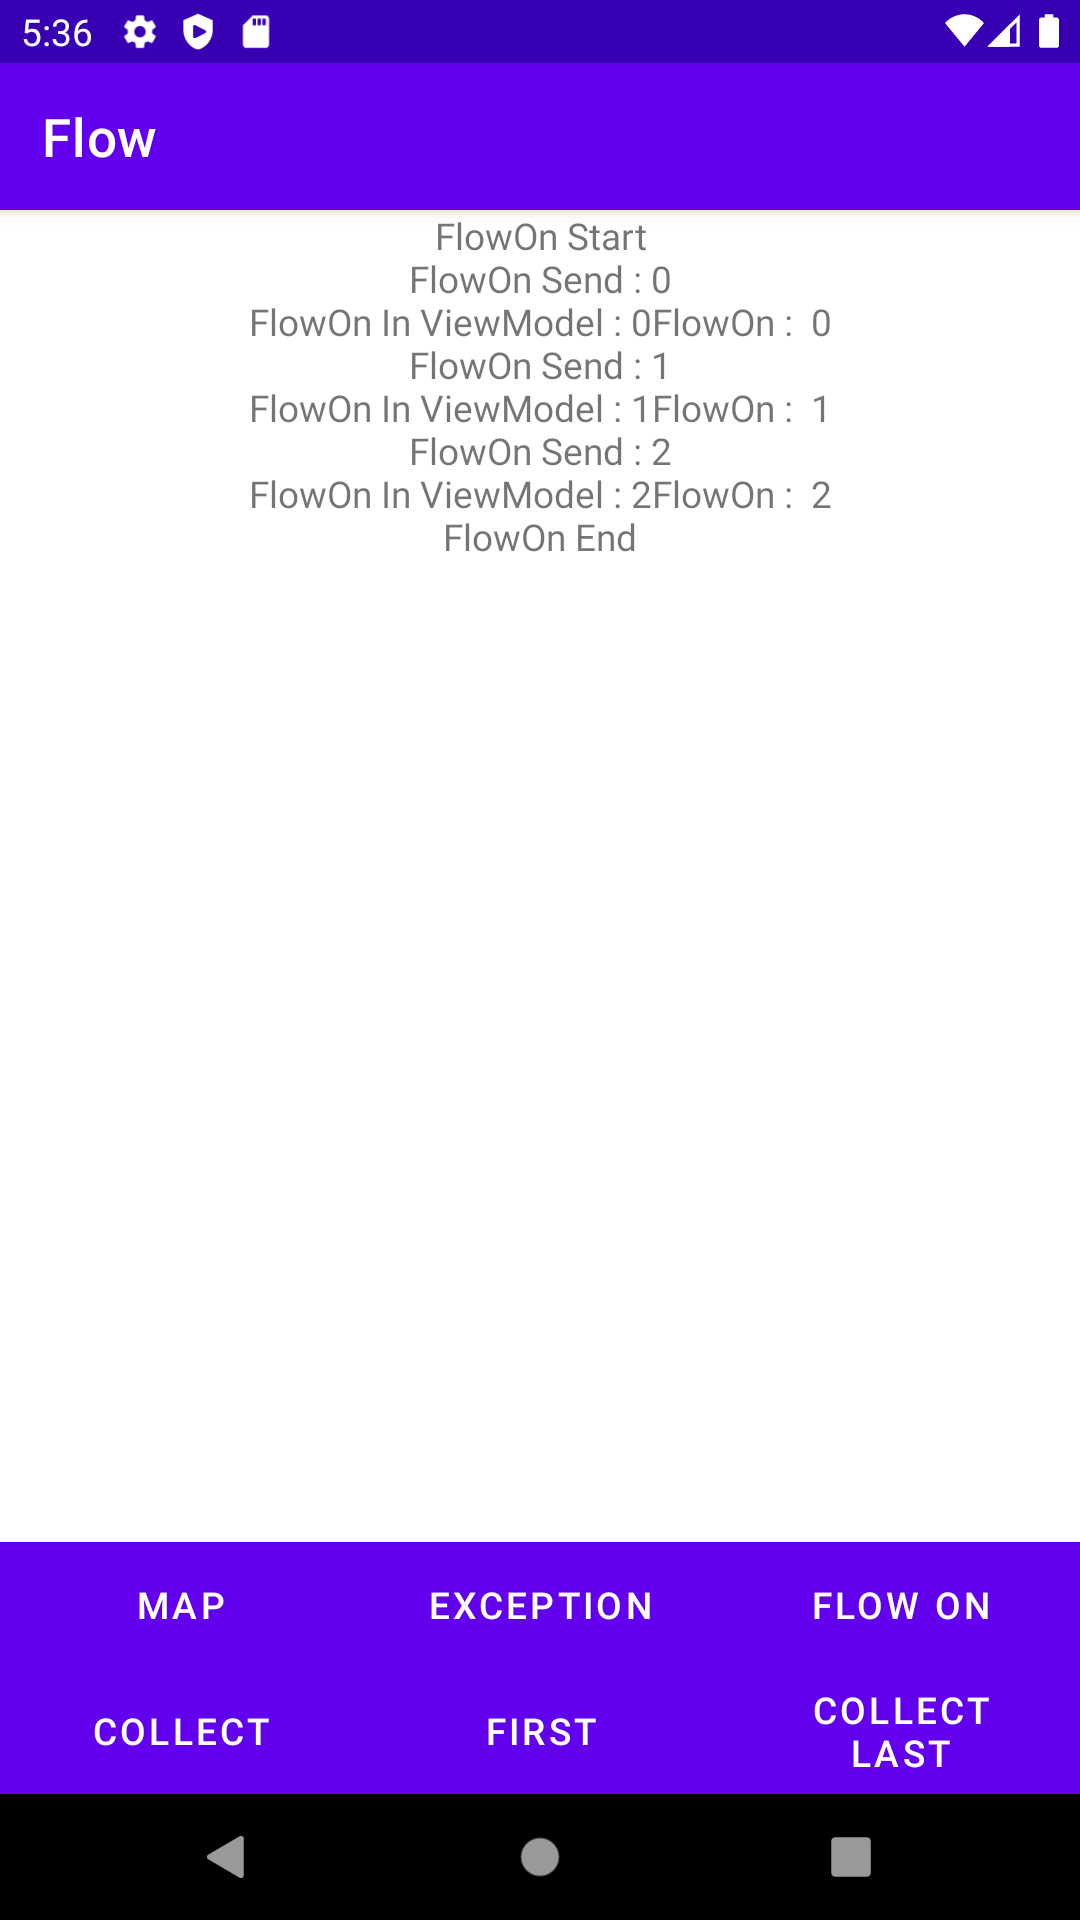 5:36
Flow
FlowOn Start
FlowOn Send : 0
FlowOn In ViewModel : 0FlowOn :  0
FlowOn Send : 1
FlowOn In ViewModel : 1FlowOn :  1
FlowOn Send : 2
FlowOn In ViewModel : 2FlowOn :  2
FlowOn End
MAP
EXCEPTION
FLOW ON
COLLECT
FIRST
COLLECT
LAST